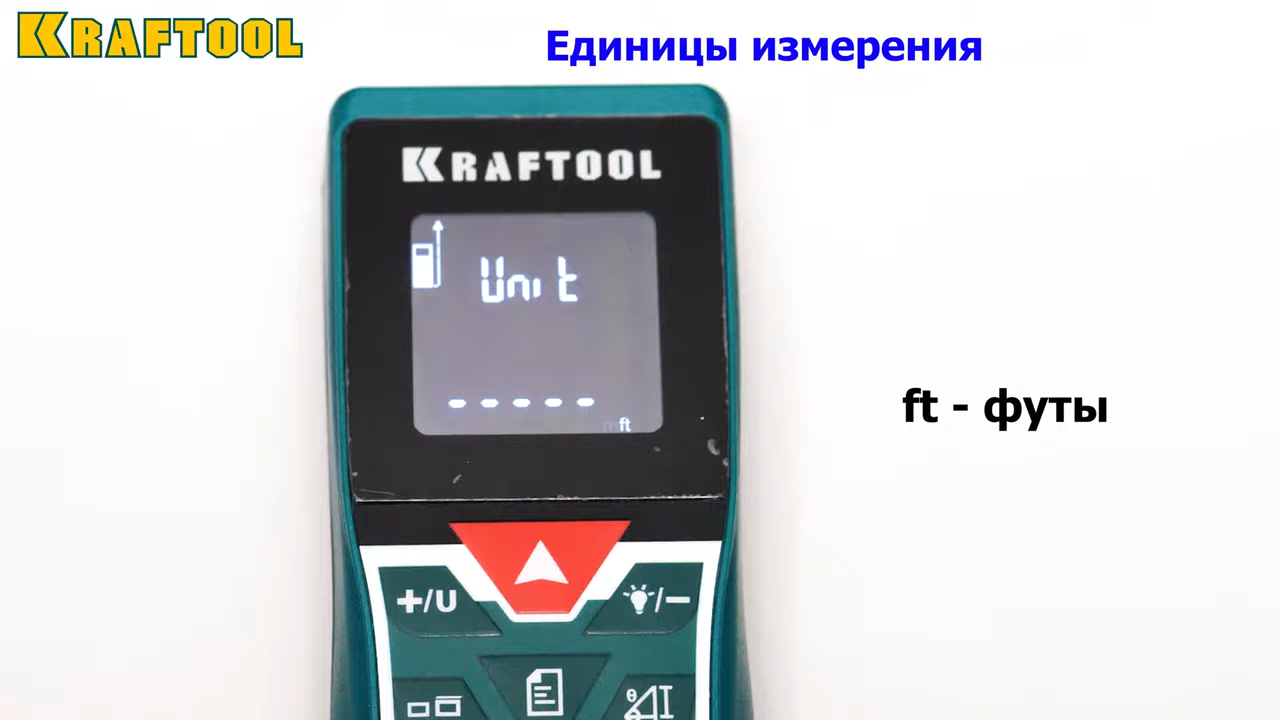 KRAFTOOL
Единицы измерения
KRAFTOOL
Unit
- - - - -
ft
ft - футы
+/U
/−
θ